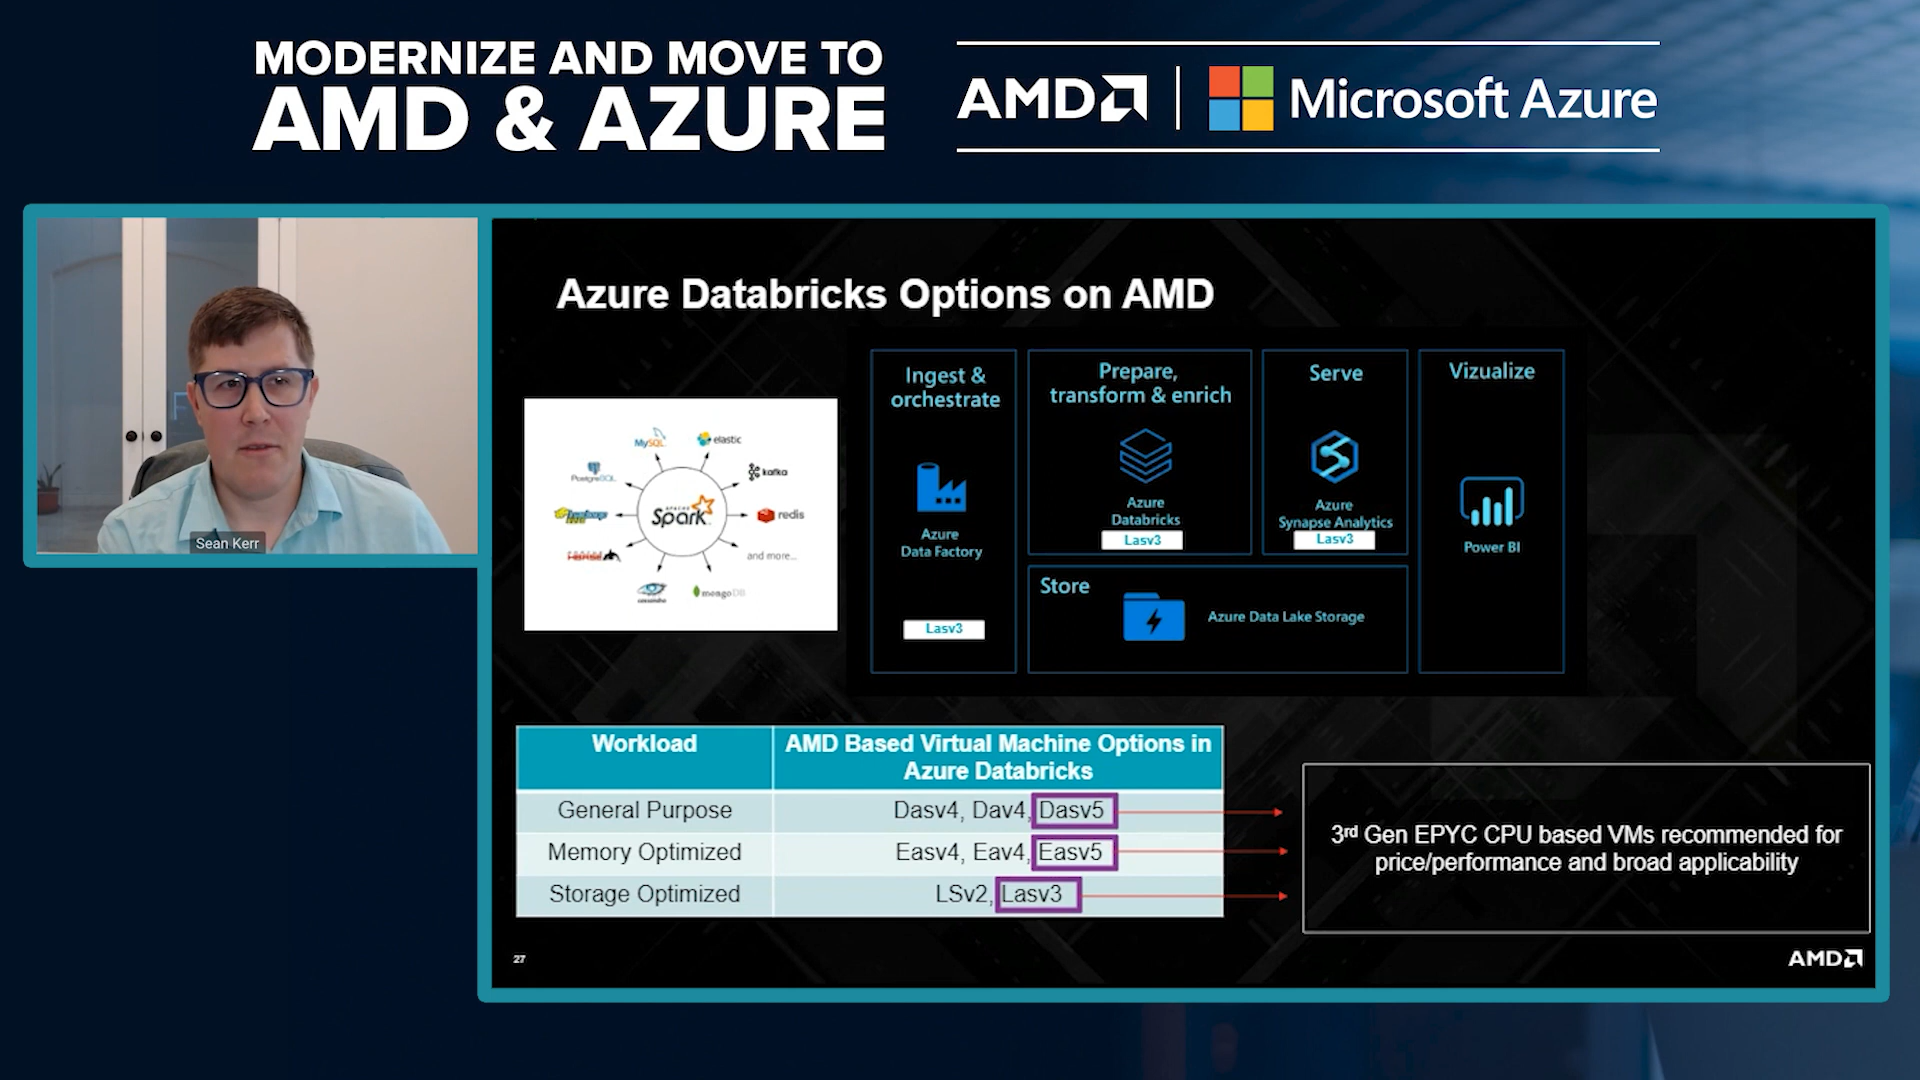 MODERNIZE AND MOVE TO
AMD & AZURE
AMD
Microsoft Azure
Sean Kerr
Azure Databricks Options on AMD
MySQL
elastic
PostgreSQL
kafka
hadoop
APACHE
Spark
redis
HBASE
and more...
cassandra
mongoDB
Ingest &
orchestrate
Azure
Data Factory
Lasv3
Prepare,
transform & enrich
Azure
Databricks
Lasv3
Serve
Azure
Synapse Analytics
Lasv3
Vizualize
Power BI
Store
Azure Data Lake Storage
Workload
AMD Based Virtual Machine Options in
Azure Databricks
General Purpose
Dasv4, Dav4, Dasv5
Memory Optimized
Easv4, Eav4, Easv5
Storage Optimized
LSv2, Lasv3
3rd Gen EPYC CPU based VMs recommended for
price/performance and broad applicability
27
AMD